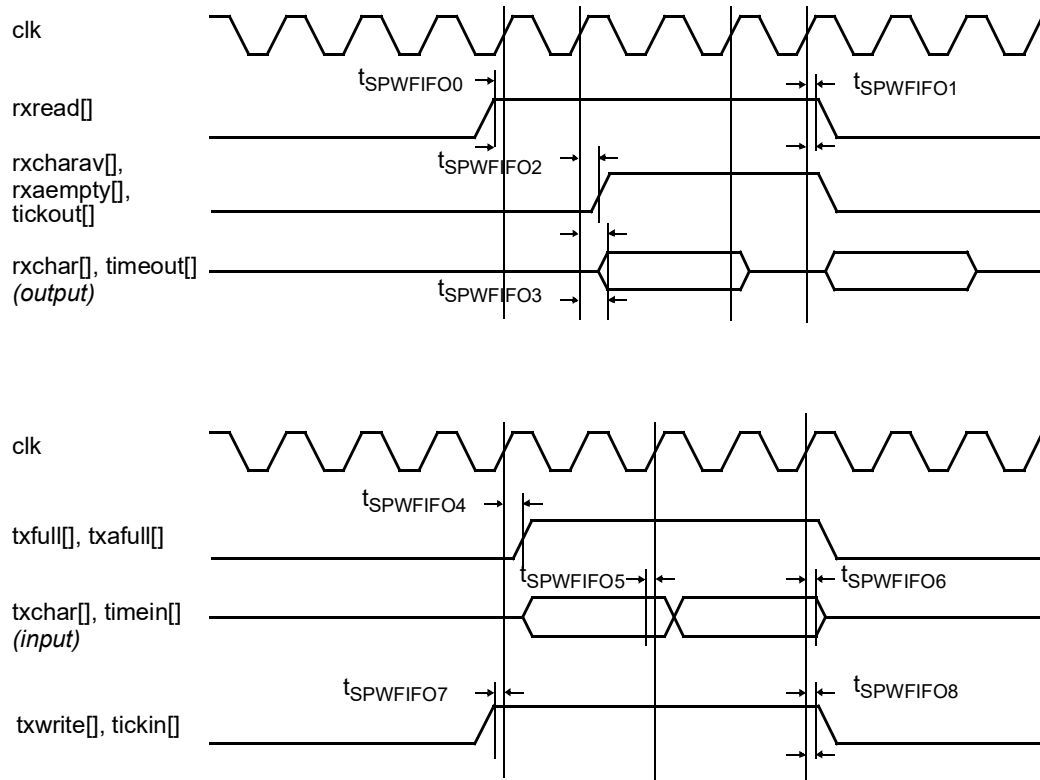 clk
tSPWFIFO0
tSPWFIFO1
rxread[]
rxcharav[],
tSPWFIFO2
rxaempty[],
tickout[]
rxchar[], timeout[]
(output)
tSPWFIFO3
clk
tSPWFIFO4
txfull[], txafull[]
tSPWFIFO5
tSPWFIFO6
txchar[], timein[]
(input)
tSPWFIFO7
tSPWFIFO8
txwrite[], tickin[]